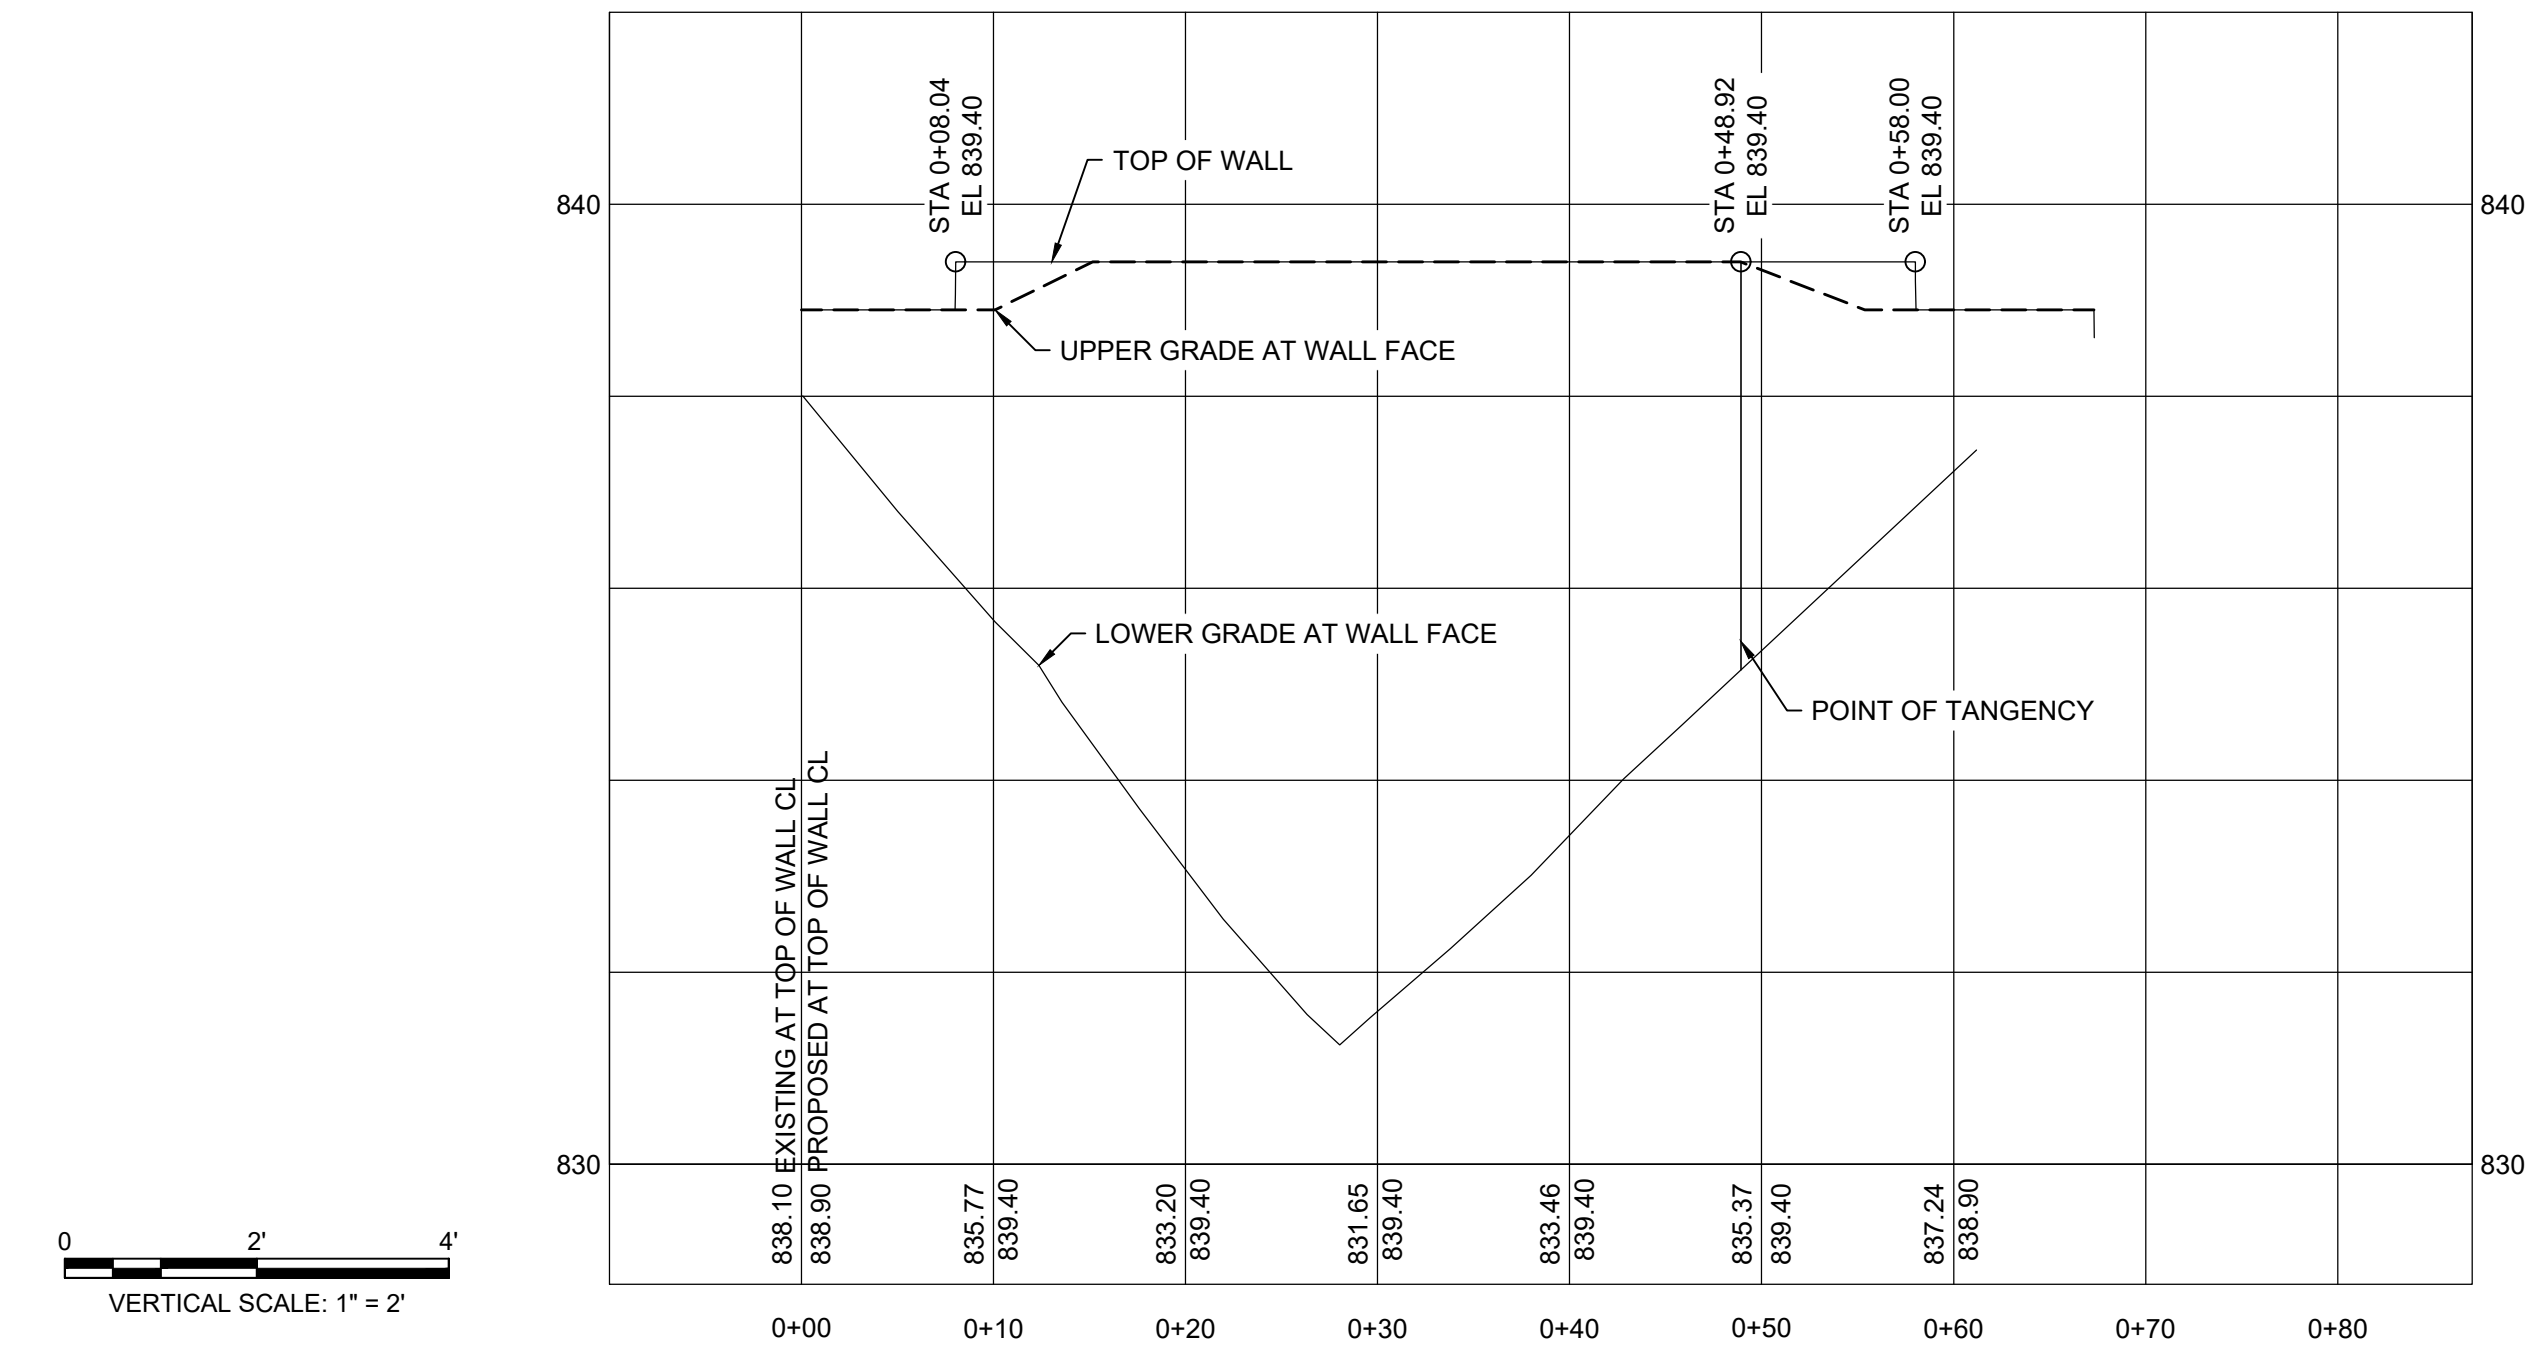 STA 0+08.04
EL 839.40
STA 0+48.92
EL 839.40
STA 0+58.00
EL 839.40
TOP OF WALL
840
840
UPPER GRADE AT WALL FACE
LOWER GRADE AT WALL FACE
POINT OF TANGENCY
830
830
838.10 EXISTING AT TOP OF WALL CL
838.90 PROPOSED AT TOP OF WALL CL
835.77
839.40
833.20
839.40
831.65
839.40
833.46
839.40
835.37
839.40
837.24
838.90
0 2' 4'
VERTICAL SCALE: 1" = 2'
0+00 0+10 0+20 0+30 0+40 0+50 0+60 0+70 0+80